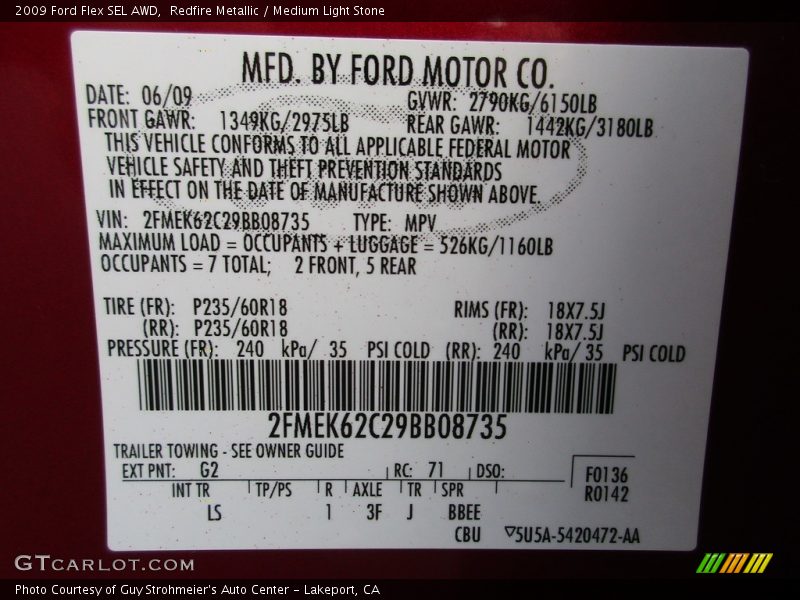 2009 Ford Flex SEL AWD,  Redfire Metallic / Medium Light Stone
MFD. BY FORD MOTOR CO.
DATE: 06/09 GVWR: 2790KG/6150LB
FRONT GAWR: 1349KG/2975LB REAR GAWR: 1442KG/3180LB
THIS VEHICLE CONFORMS TO ALL APPLICABLE FEDERAL MOTOR
VEHICLE SAFETY AND THEFT PREVENTION STANDARDS
IN EFFECT ON THE DATE OF MANUFACTURE SHOWN ABOVE.
VIN: 2FMEK62C29BB08735 TYPE: MPV
MAXIMUM LOAD = OCCUPANTS + LUGGAGE = 526KG/1160LB
OCCUPANTS = 7 TOTAL; 2 FRONT, 5 REAR
TIRE (FR): P235/60R18 RIMS (FR): 18X7.5J
(RR): P235/60R18 (RR): 18X7.5J
PRESSURE (FR): 240 kPa/ 35 PSI COLD (RR): 240 kPa/ 35 PSI COLD
2FMEK62C29BB08735
TRAILER TOWING - SEE OWNER GUIDE
EXT PNT: G2 RC: 71 DSO: F0136
INT TR TP/PS R AXLE TR SPR R0142
LS 1 3F J BBEE
CBU 5U5A-5420472-AA
GTCARLOT.COM
Photo Courtesy of Guy Strohmeier's Auto Center – Lakeport, CA